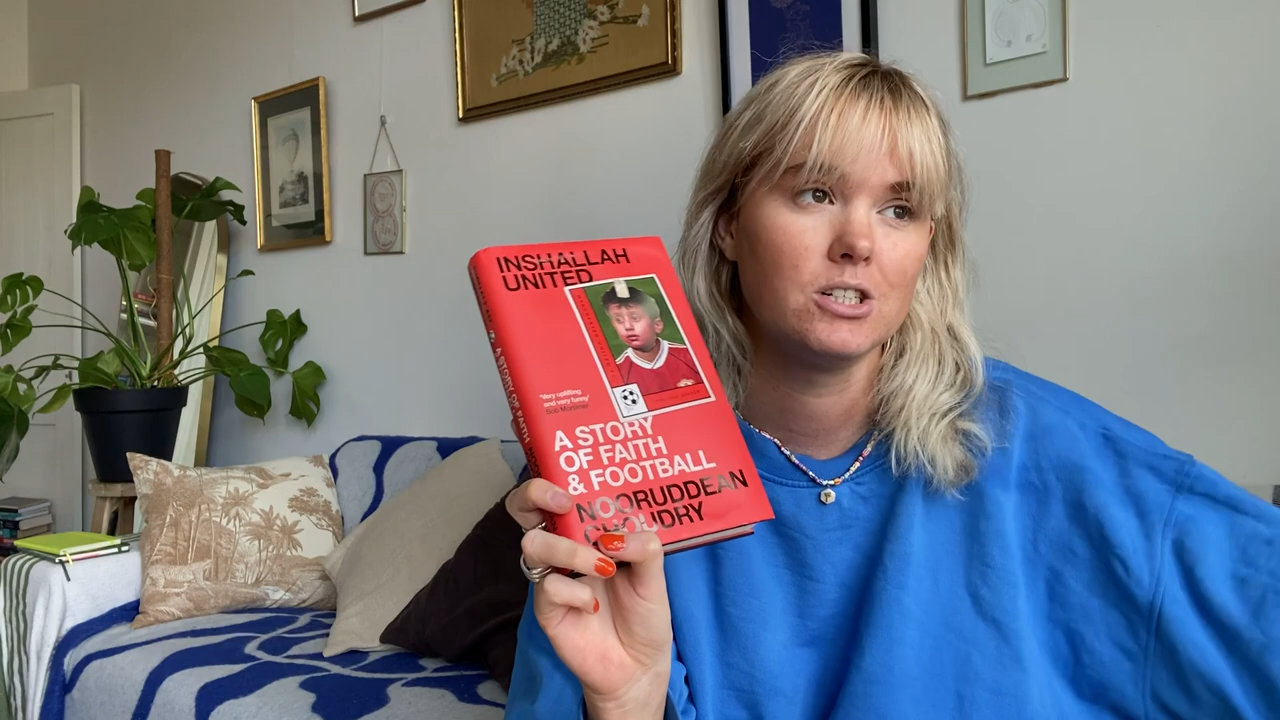 INSHALLAH
UNITED
'Very uplifting
and very funny'
Bob Mortimer
A STORY
OF FAITH
& FOOTBALL
NOORUDDEAN
CHOUDRY
A STORY OF FAITH